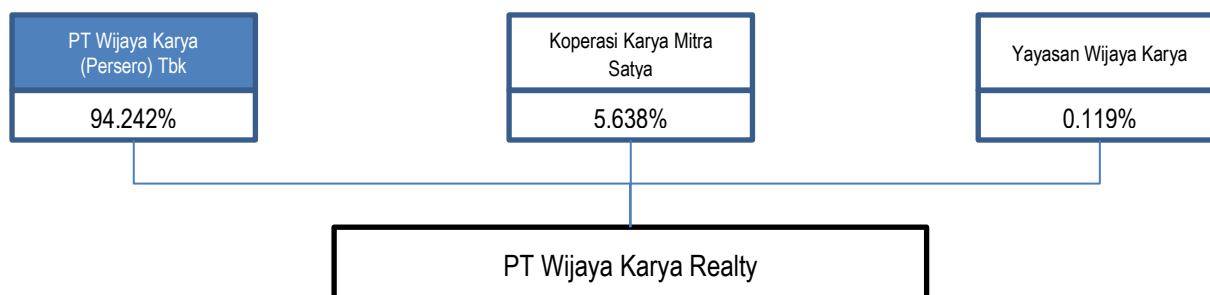 PT Wijaya Karya
(Persero) Tbk
94.242%
Koperasi Karya Mitra
Satya
5.638%
Yayasan Wijaya Karya
0.119%
PT Wijaya Karya Realty